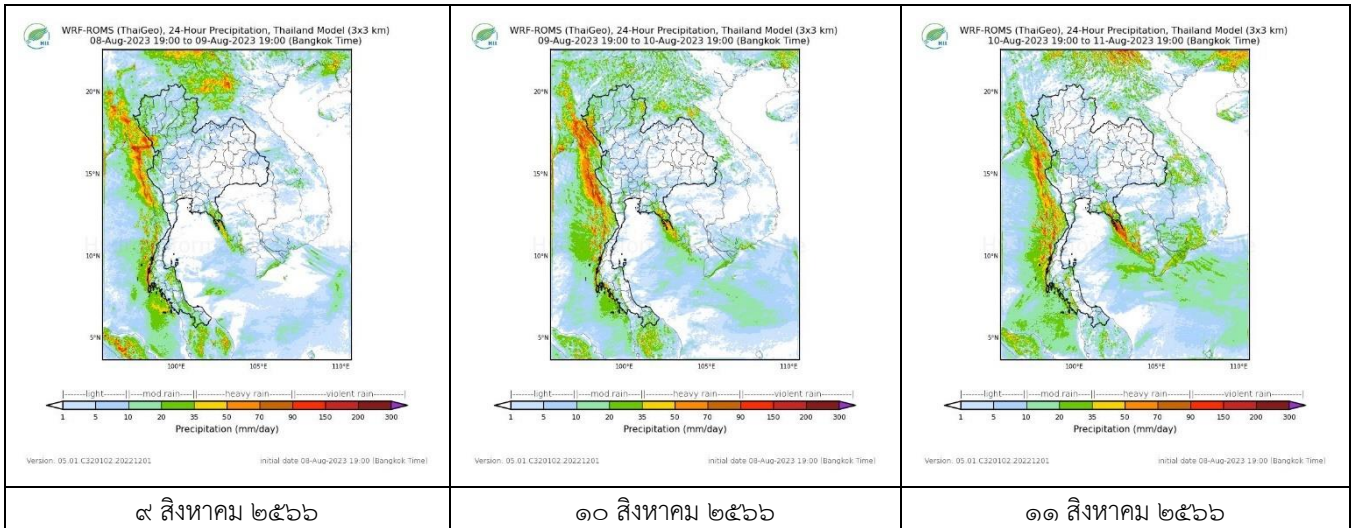 WRF-ROMS (ThaiGeo), 24-Hour Precipitation, Thailand Model (3x3 km)
08-Aug-2023 19:00 to 09-Aug-2023 19:00 (Bangkok Time)
20°N
15°N
10°N
5°N
100°E 105°E 110°E
light mod rain heavy rain violent rain
1 5 10 20 35 50 70 90 150 200 300
Precipitation (mm/day)
Version: 05.01.C320102.20221201 initial date 08-Aug-2023 19:00 (Bangkok Time)
๙ สิงหาคม ๒๕๖๖
WRF-ROMS (ThaiGeo), 24-Hour Precipitation, Thailand Model (3x3 km)
09-Aug-2023 19:00 to 10-Aug-2023 19:00 (Bangkok Time)
20°N
15°N
10°N
5°N
100°E 105°E 110°E
light mod rain heavy rain violent rain
1 5 10 20 35 50 70 90 150 200 300
Precipitation (mm/day)
Version: 05.01.C320102.20221201 initial date 08-Aug-2023 19:00 (Bangkok Time)
๑๐ สิงหาคม ๒๕๖๖
WRF-ROMS (ThaiGeo), 24-Hour Precipitation, Thailand Model (3x3 km)
10-Aug-2023 19:00 to 11-Aug-2023 19:00 (Bangkok Time)
20°N
15°N
10°N
5°N
100°E 105°E 110°E
light mod rain heavy rain violent rain
1 5 10 20 35 50 70 90 150 200 300
Precipitation (mm/day)
Version: 05.01.C320102.20221201 initial date 08-Aug-2023 19:00 (Bangkok Time)
๑๑ สิงหาคม ๒๕๖๖